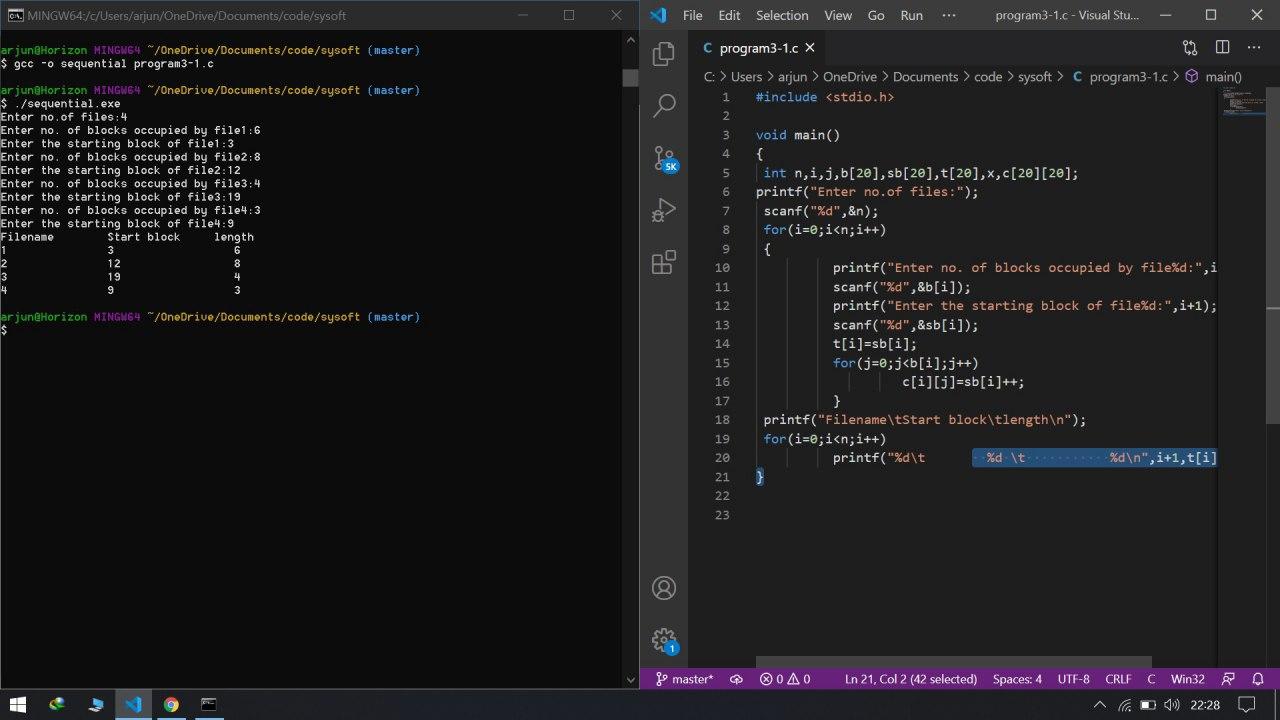 MINGW64:/c/Users/arjun/OneDrive/Documents/code/sysoft
arjun@Horizon MINGW64 ~/OneDrive/Documents/code/sysoft (master)
$ gcc -o sequential program3-1.c
arjun@Horizon MINGW64 ~/OneDrive/Documents/code/sysoft (master)
$ ./sequential.exe
Enter no.of files:4
Enter no. of blocks occupied by file1:6
Enter the starting block of file1:3
Enter no. of blocks occupied by file2:8
Enter the starting block of file2:12
Enter no. of blocks occupied by file3:4
Enter the starting block of file3:19
Enter no. of blocks occupied by file4:3
Enter the starting block of file4:9
Filename Start block length
1 3 6
2 12 8
3 19 4
4 9 3
arjun@Horizon MINGW64 ~/OneDrive/Documents/code/sysoft (master)
$
File Edit Selection View Go Run ··· program3-1.c - Visual Stu...
C program3-1.c
C: > Users > arjun > OneDrive > Documents > code > sysoft > C program3-1.c > main()
1 #include <stdio.h>
2
3 void main()
4 {
5 int n,i,j,b[20],sb[20],t[20],x,c[20][20];
6 printf("Enter no.of files:");
7 scanf("%d",&n);
8 for(i=0;i<n;i++)
9 {
10 printf("Enter no. of blocks occupied by file%d:",i
11 scanf("%d",&b[i]);
12 printf("Enter the starting block of file%d:",i+1);
13 scanf("%d",&sb[i]);
14 t[i]=sb[i];
15 for(j=0;j<b[i];j++)
16 c[i][j]=sb[i]++;
17 }
18 printf("Filename\tStart block\tlength\n");
19 for(i=0;i<n;i++)
20 printf("%d\t %d \t %d\n",i+1,t[i]
21 }
22
23
5K
1
master* 0 0 Ln 21, Col 2 (42 selected) Spaces: 4 UTF-8 CRLF C Win32
22:28